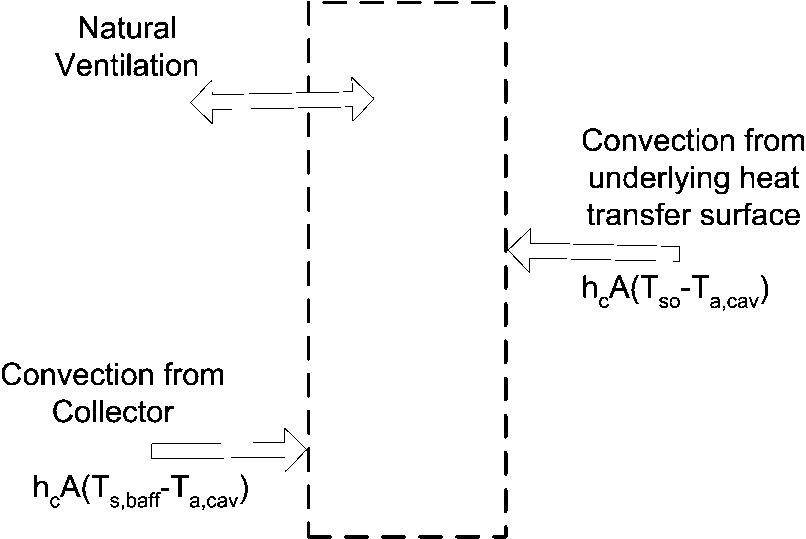 Natural
Ventilation
Convection from
underlying heat
transfer surface
hcA(Tso-Ta,cav)
Convection from
Collector
hcA(Ts,baff-Ta,cav)